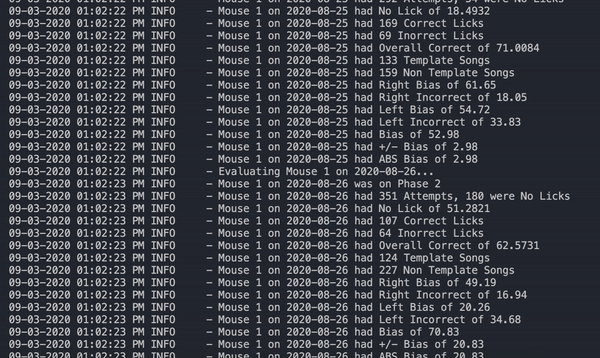 09-03-2020 01:02:22 PM INFO - Mouse 1 on 2020-08-25 had No Lick of 18.4932
09-03-2020 01:02:22 PM INFO - Mouse 1 on 2020-08-25 had 169 Correct Licks
09-03-2020 01:02:22 PM INFO - Mouse 1 on 2020-08-25 had 69 Inorrect Licks
09-03-2020 01:02:22 PM INFO - Mouse 1 on 2020-08-25 had Overall Correct of 71.0084
09-03-2020 01:02:22 PM INFO - Mouse 1 on 2020-08-25 had 133 Template Songs
09-03-2020 01:02:22 PM INFO - Mouse 1 on 2020-08-25 had 159 Non Template Songs
09-03-2020 01:02:22 PM INFO - Mouse 1 on 2020-08-25 had Right Bias of 61.65
09-03-2020 01:02:22 PM INFO - Mouse 1 on 2020-08-25 had Right Incorrect of 18.05
09-03-2020 01:02:22 PM INFO - Mouse 1 on 2020-08-25 had Left Bias of 54.72
09-03-2020 01:02:22 PM INFO - Mouse 1 on 2020-08-25 had Left Incorrect of 33.83
09-03-2020 01:02:22 PM INFO - Mouse 1 on 2020-08-25 had Bias of 52.98
09-03-2020 01:02:22 PM INFO - Mouse 1 on 2020-08-25 had +/- Bias of 2.98
09-03-2020 01:02:22 PM INFO - Mouse 1 on 2020-08-25 had ABS Bias of 2.98
09-03-2020 01:02:22 PM INFO - Evaluating Mouse 1 on 2020-08-26...
09-03-2020 01:02:23 PM INFO - Mouse 1 on 2020-08-26 was on Phase 2
09-03-2020 01:02:23 PM INFO - Mouse 1 on 2020-08-26 had 351 Attempts, 180 were No Licks
09-03-2020 01:02:23 PM INFO - Mouse 1 on 2020-08-26 had No Lick of 51.2821
09-03-2020 01:02:23 PM INFO - Mouse 1 on 2020-08-26 had 107 Correct Licks
09-03-2020 01:02:23 PM INFO - Mouse 1 on 2020-08-26 had 64 Inorrect Licks
09-03-2020 01:02:23 PM INFO - Mouse 1 on 2020-08-26 had Overall Correct of 62.5731
09-03-2020 01:02:23 PM INFO - Mouse 1 on 2020-08-26 had 124 Template Songs
09-03-2020 01:02:23 PM INFO - Mouse 1 on 2020-08-26 had 227 Non Template Songs
09-03-2020 01:02:23 PM INFO - Mouse 1 on 2020-08-26 had Right Bias of 49.19
09-03-2020 01:02:23 PM INFO - Mouse 1 on 2020-08-26 had Right Incorrect of 16.94
09-03-2020 01:02:23 PM INFO - Mouse 1 on 2020-08-26 had Left Bias of 20.26
09-03-2020 01:02:23 PM INFO - Mouse 1 on 2020-08-26 had Left Incorrect of 34.68
09-03-2020 01:02:23 PM INFO - Mouse 1 on 2020-08-26 had Bias of 70.83
09-03-2020 01:02:23 PM INFO - Mouse 1 on 2020-08-26 had +/- Bias of 20.83
09-03-2020 01:02:23 PM INFO - Mouse 1 on 2020-08-26 had ABS Bias of 20.83